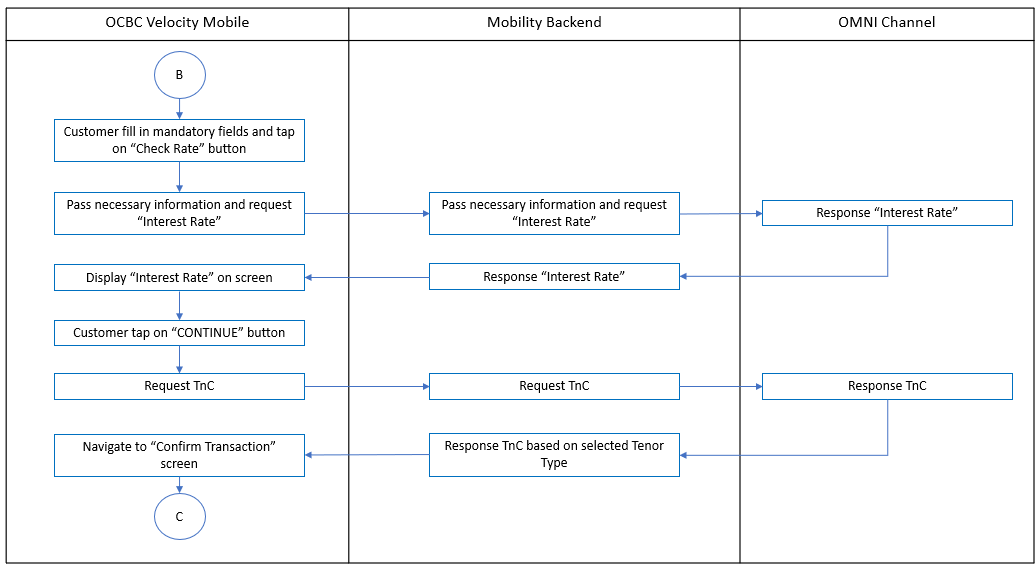 OCBC Velocity Mobile
Mobility Backend
OMNI Channel
B
Customer fill in mandatory fields and tap
on “Check Rate” button
Pass necessary information and request
“Interest Rate”
Pass necessary information and request
“Interest Rate”
Response “Interest Rate”
Display “Interest Rate” on screen
Response “Interest Rate”
Customer tap on “CONTINUE” button
Request TnC
Request TnC
Response TnC
Navigate to “Confirm Transaction”
screen
Response TnC based on selected Tenor
Type
C